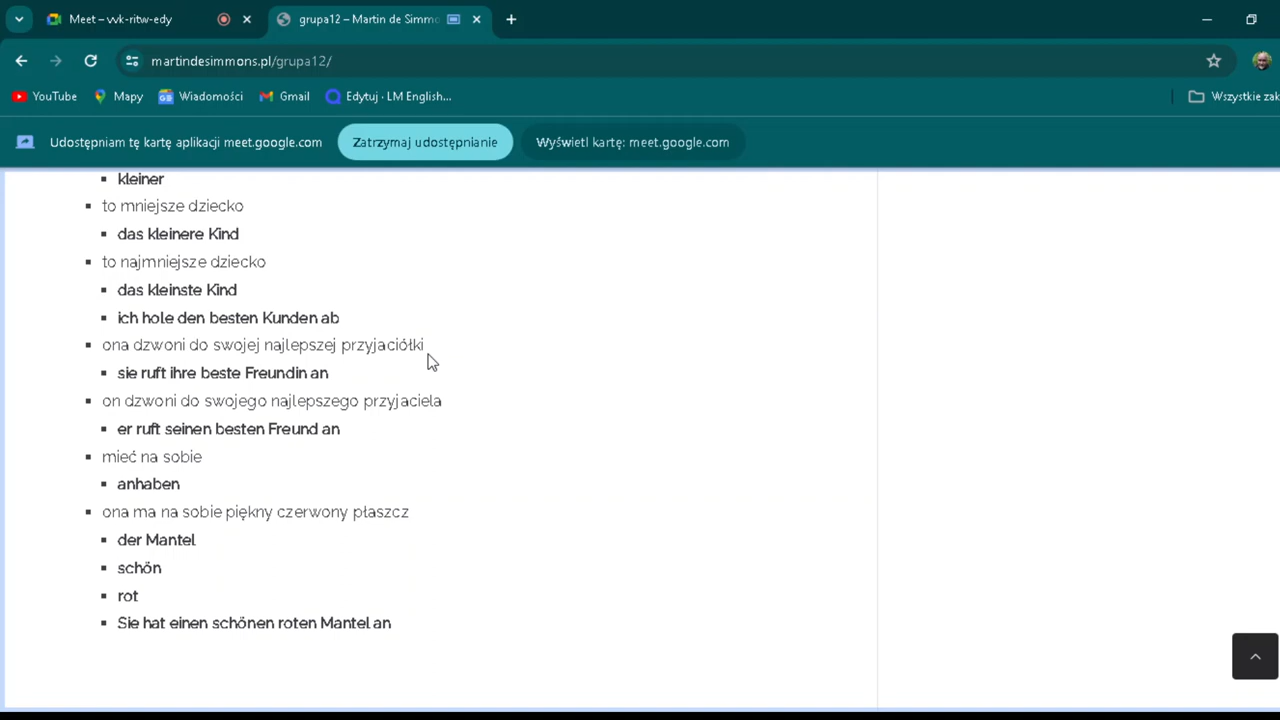 Meet – vvk-ritw-edy
grupa12 – Martin de Simmo
martindesimmons.pl/grupa12/
YouTube
Mapy
Wiadomości
Gmail
Edytuj · LM English...
Wszystkie zak
Udostępniam tę kartę aplikacji meet.google.com
Zatrzymaj udostępnianie
Wyświetl kartę: meet.google.com
kleiner
to mniejsze dziecko
das kleinere Kind
to najmniejsze dziecko
das kleinste Kind
ich hole den besten Kunden ab
ona dzwoni do swojej najlepszej przyjaciółki
sie ruft ihre beste Freundin an
on dzwoni do swojego najlepszego przyjaciela
er ruft seinen besten Freund an
mieć na sobie
anhaben
ona ma na sobie piękny czerwony płaszcz
der Mantel
schön
rot
Sie hat einen schönen roten Mantel an